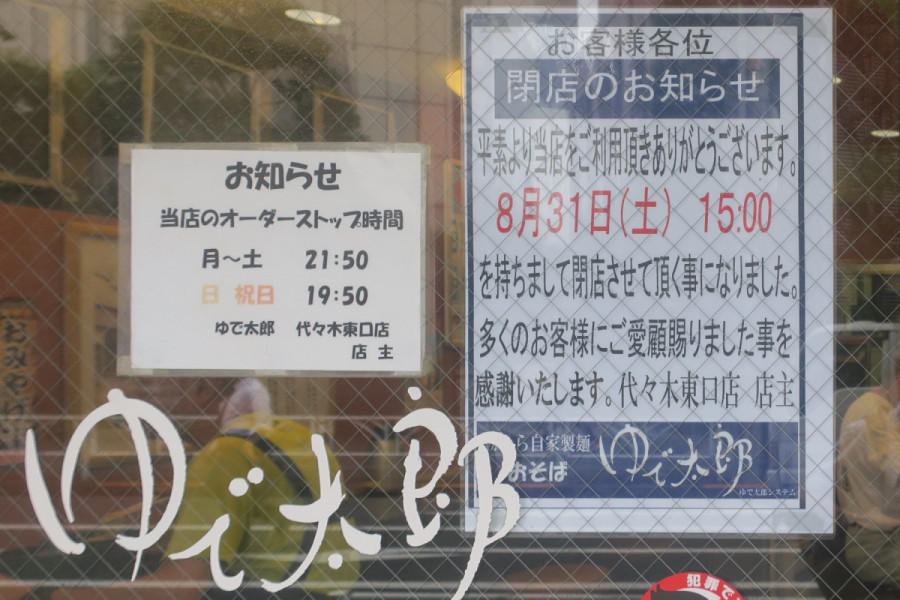 お知らせ
当店のオーダーストップ時間
月～土 21:50
日 祝日 19:50
ゆで太郎 代々木東口店
店 主
お客様各位
閉店のお知らせ
平素より当店をご利用頂きありがとうございます。
8月31日(土) 15:00
を持ちまして閉店させて頂く事になりました。
多くのお客様にご愛顧賜りました事を
感謝いたします。代々木東口店 店主
ら自家製麺
おそば
ゆで太郎
ゆで太郎システム
ゆで太郎
おみやげ
犯罪で